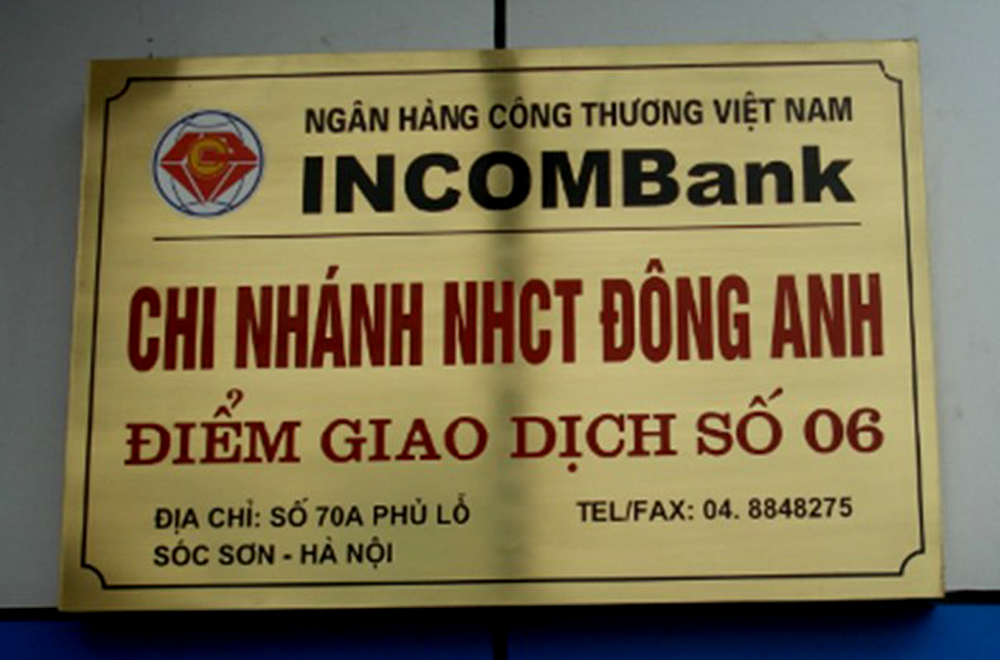 NGÂN HÀNG CÔNG THƯƠNG VIỆT NAM
C
INCOMBank
CHI NHÁNH NHCT ĐÔNG ANH
ĐIỂM GIAO DỊCH SỐ 06
ĐỊA CHỈ: SỐ 70A PHỦ LỖ
SÓC SƠN - HÀ NỘI
TEL/FAX: 04. 8848275